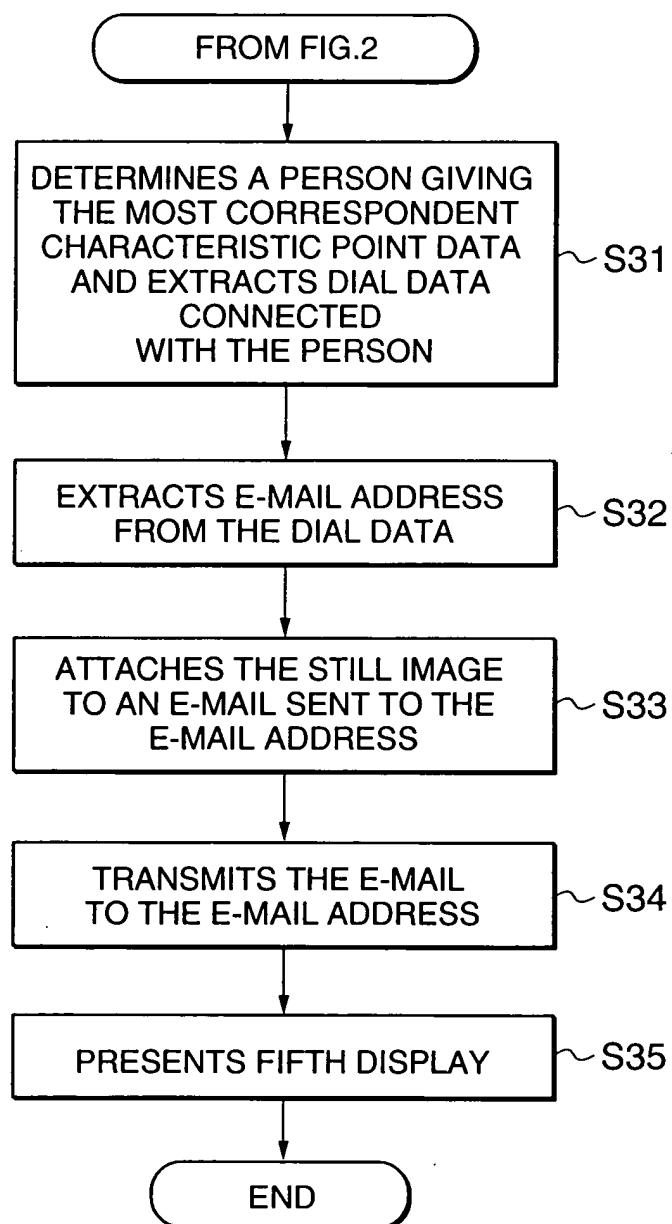 FROM FIG.2
DETERMINES A PERSON GIVING
THE MOST CORRESPONDENT
CHARACTERISTIC POINT DATA
AND EXTRACTS DIAL DATA
CONNECTED
WITH THE PERSON
S31
EXTRACTS E-MAIL ADDRESS
FROM THE DIAL DATA
S32
ATTACHES THE STILL IMAGE
TO AN E-MAIL SENT TO THE
E-MAIL ADDRESS
S33
TRANSMITS THE E-MAIL
TO THE E-MAIL ADDRESS
S34
PRESENTS FIFTH DISPLAY
S35
END